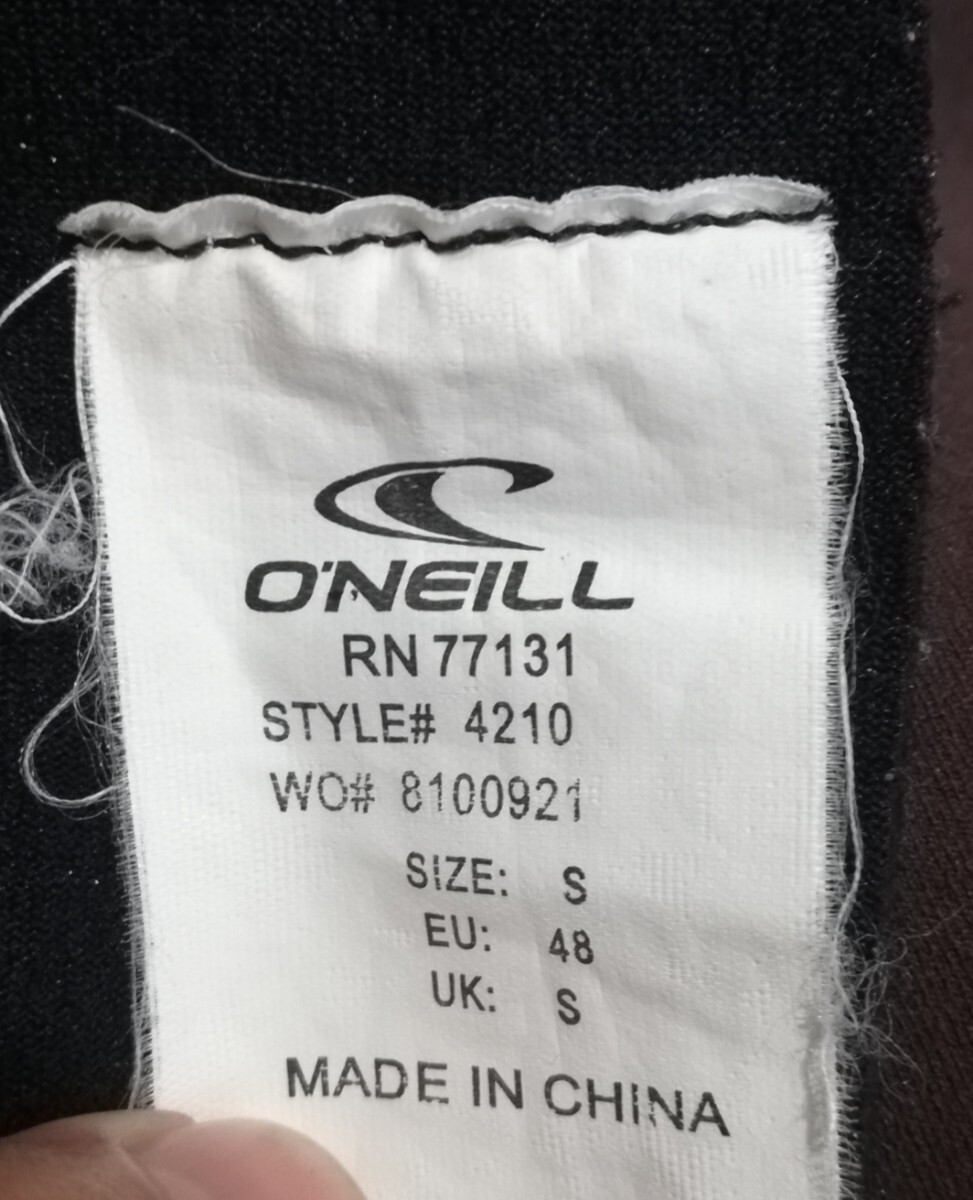 O'NEILL
RN 77131
STYLE# 4210
WO# 8100921
SIZE: S
EU: 48
UK: S
MADE IN CHINA